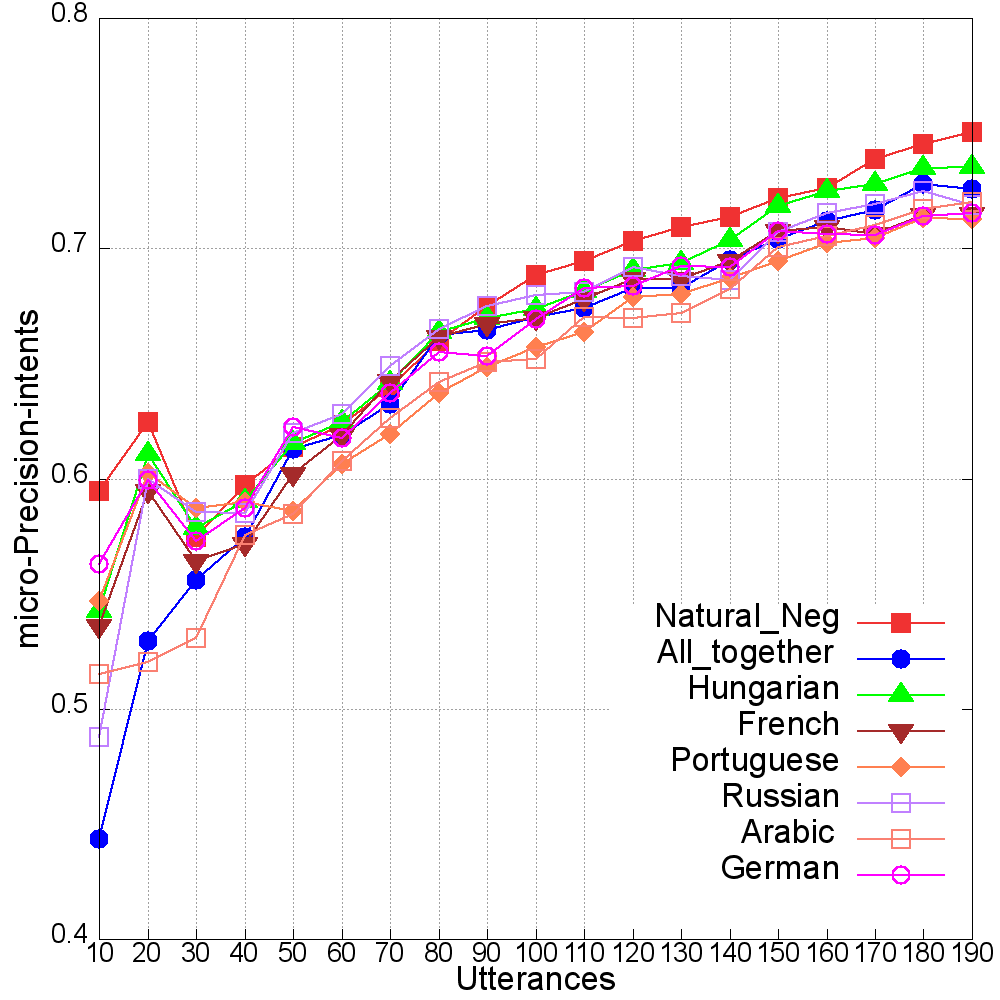 0.8
0.7
0.6
0.5
0.4
micro-Precision-intents
Natural_Neg
All_together
Hungarian
French
Portuguese
Russian
Arabic
German
10 20 30 40 50 60 70 80 90 100 110 120 130 140 150 160 170 180 190
Utterances